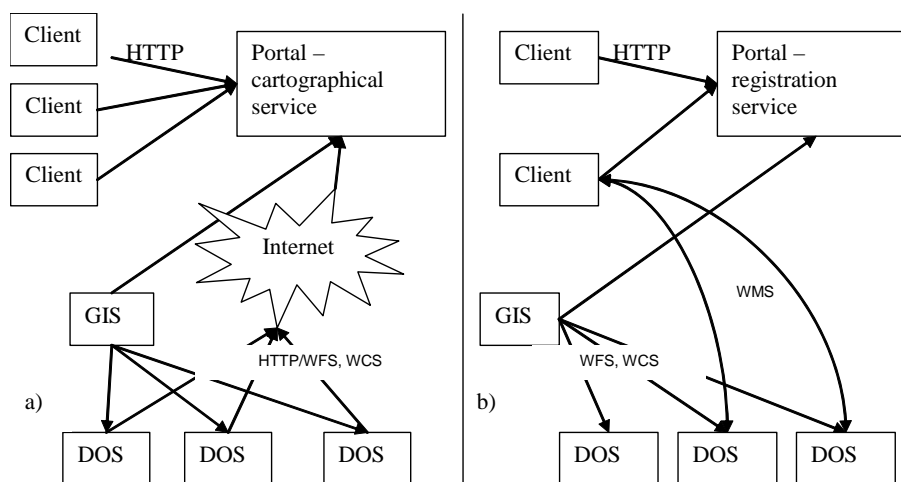 Client
HTTP
Portal –
cartographical
service
Client
Client
Internet
GIS
HTTP/WFS, WCS
a)
DOS
DOS
DOS
Client
HTTP
Portal –
registration
service
Client
WMS
GIS
WFS, WCS
b)
DOS
DOS
DOS